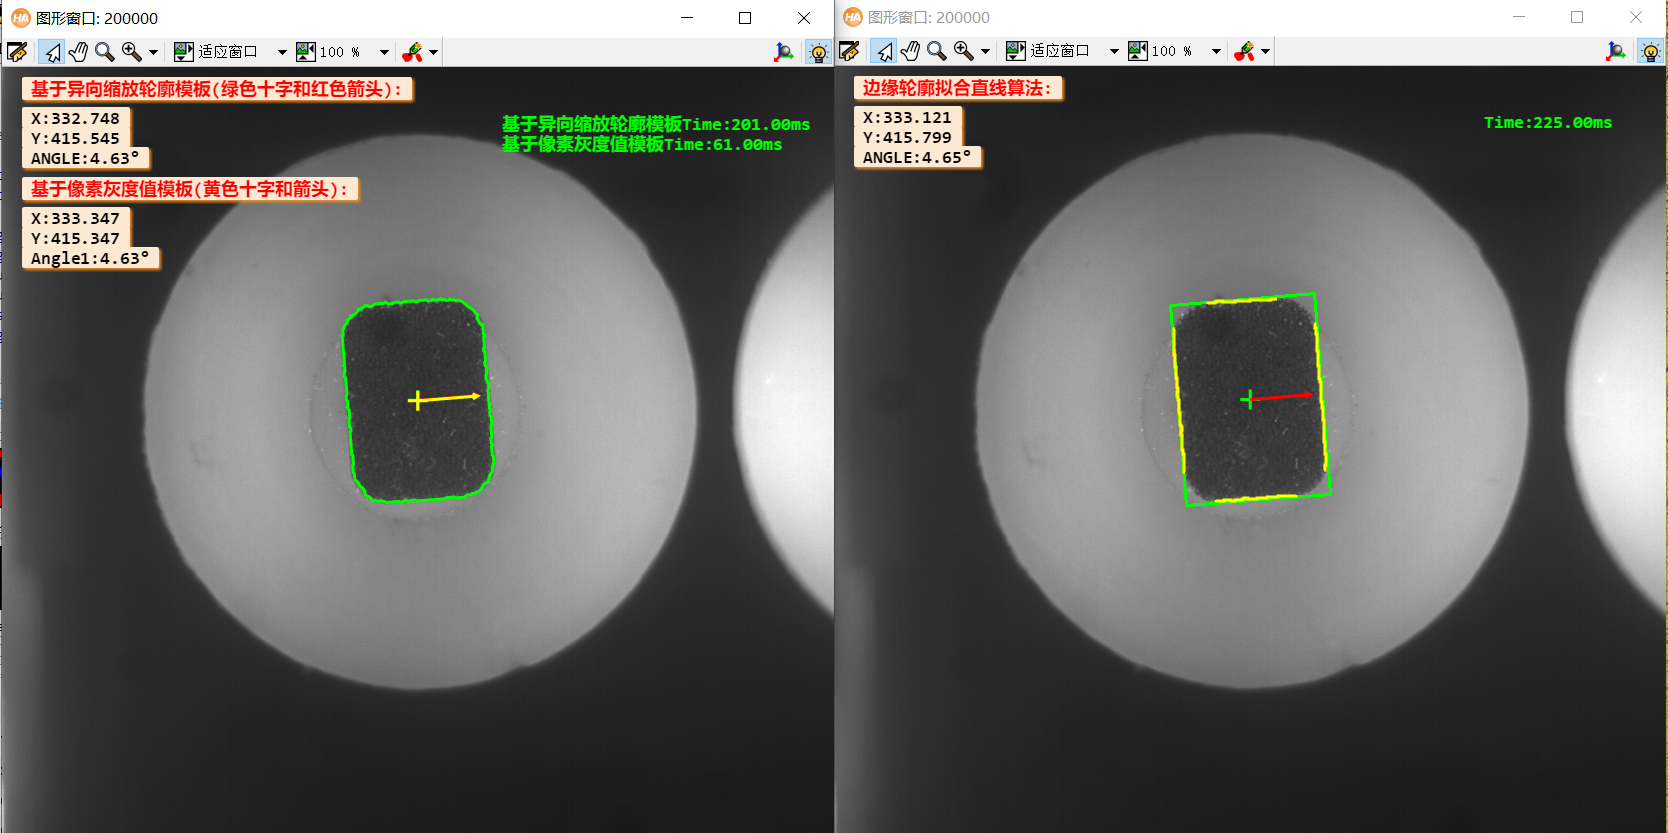 HA 图形窗口: 200000
适应窗口 100 %
基于异向缩放轮廓模板(绿色十字和红色箭头):
X:332.748
Y:415.545
ANGLE:4.63°
基于像素灰度值模板(黄色十字和箭头):
X:333.347
Y:415.347
Angle1:4.63°
基于异向缩放轮廓模板Time:201.00ms
基于像素灰度值模板Time:61.00ms
HA 图形窗口: 200000
适应窗口 100 %
边缘轮廓拟合直线算法:
X:333.121
Y:415.799
ANGLE:4.65°
Time:225.00ms